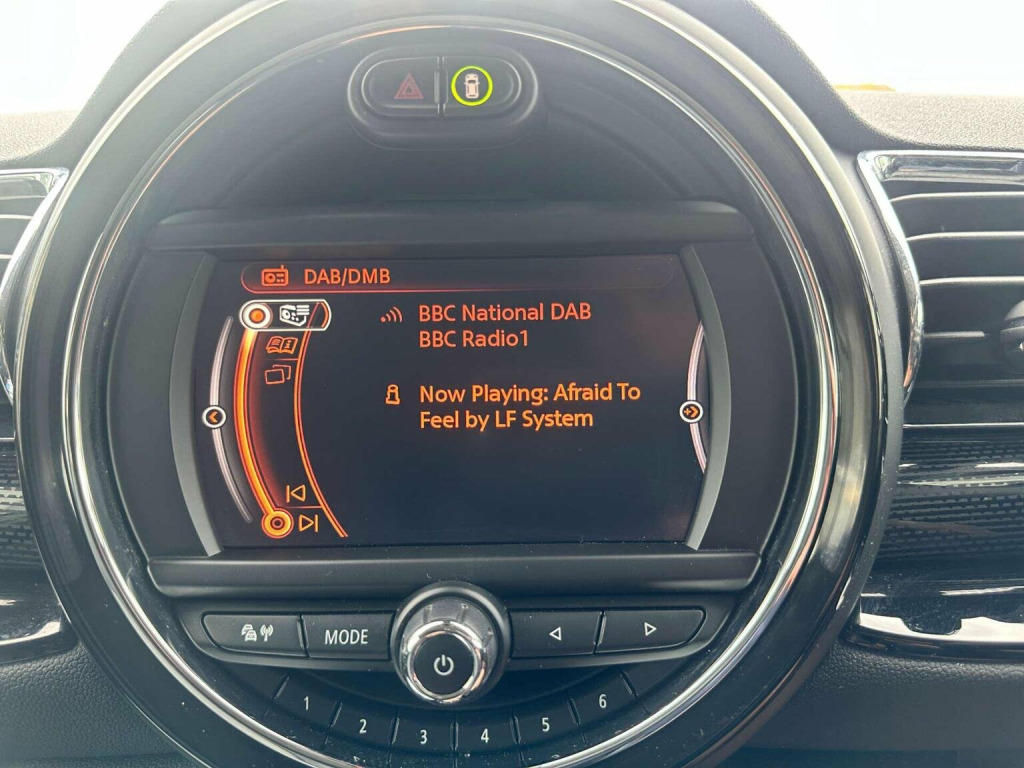 DAB/DMB
BBC National DAB
BBC Radio1
Now Playing: Afraid To
Feel by LF System
MODE
1
2
3
4
5
6